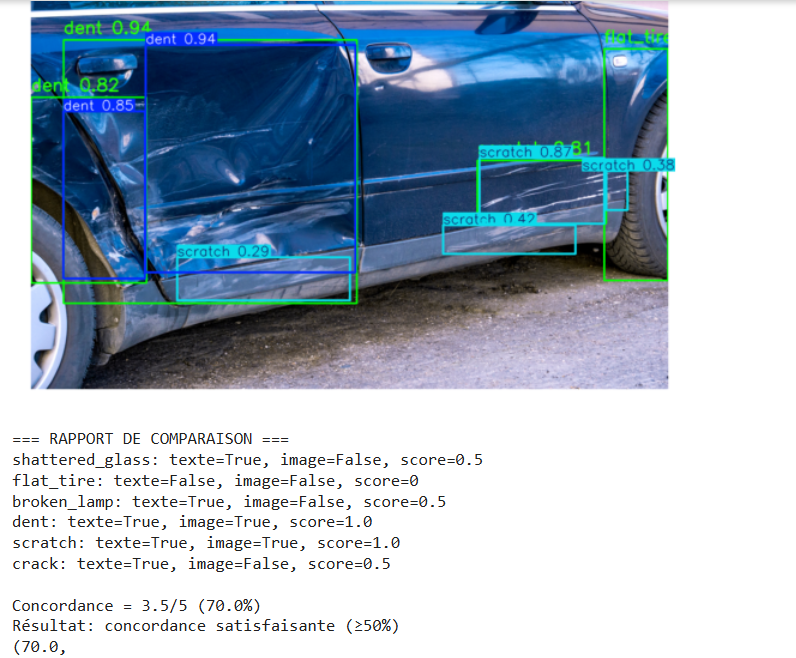 dent 0.94
dent 0.94
flat_tire
dent 0.82
dent 0.85
scratch 0.87
81
scratch 0.38
scratch 0.42
scratch 0.29
=== RAPPORT DE COMPARAISON ===
shattered_glass: texte=True, image=False, score=0.5
flat_tire: texte=False, image=False, score=0
broken_lamp: texte=True, image=False, score=0.5
dent: texte=True, image=True, score=1.0
scratch: texte=True, image=True, score=1.0
crack: texte=True, image=False, score=0.5
Concordance = 3.5/5 (70.0%)
Résultat: concordance satisfaisante (≥50%)
(70.0,